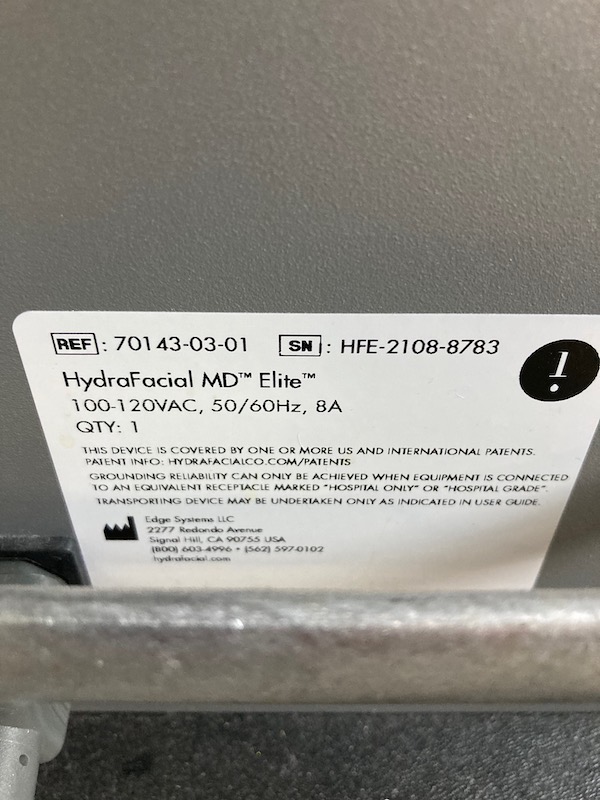 REF : 70143-03-01 SN : HFE-2108-8783
HydraFacial MD™ Elite™
100-120VAC, 50/60Hz, 8A
QTY: 1
THIS DEVICE IS COVERED BY ONE OR MORE US AND INTERNATIONAL PATENTS.
PATENT INFO: HYDRAFACIALCO.COM/PATENTS
GROUNDING RELIABILITY CAN ONLY BE ACHIEVED WHEN EQUIPMENT IS CONNECTED
TO AN EQUIVALENT RECEPTACLE MARKED "HOSPITAL ONLY" OR "HOSPITAL GRADE".
TRANSPORTING DEVICE MAY BE UNDERTAKEN ONLY AS INDICATED IN USER GUIDE.
Edge Systems LLC
2277 Redondo Avenue
Signal Hill, CA 90755 USA
(800) 603-4996 • (562) 597-0102
hydrafacial.com